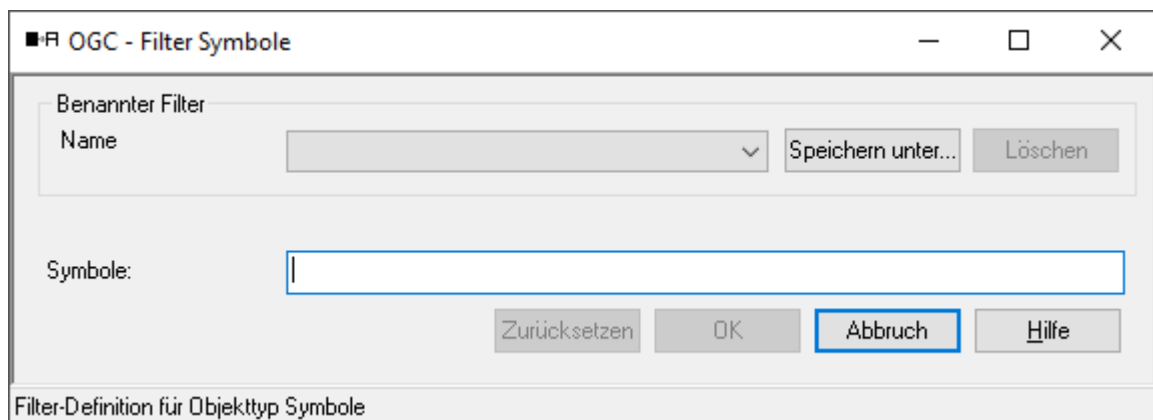 OGC - Filter Symbole
Benannter Filter
Name
Speichern unter...
Löschen
Symbole:
Zurücksetzen
OK
Abbruch
Hilfe
Filter-Definition für Objekttyp Symbole